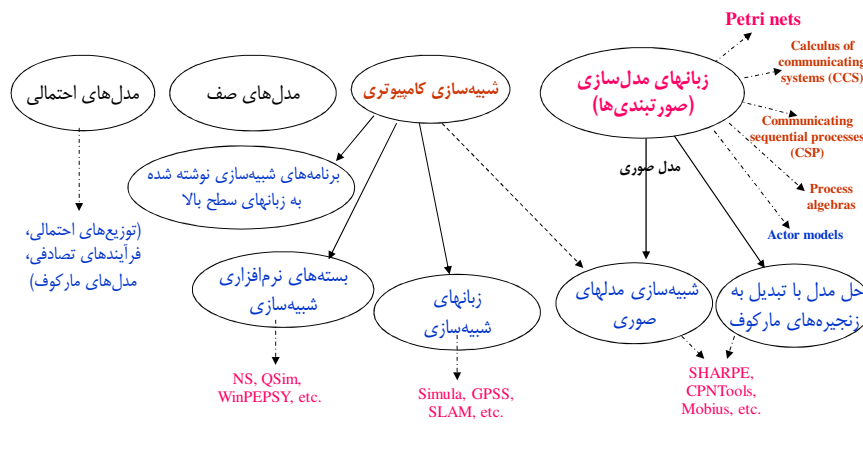 Petri nets
Calculus of
communicating
systems (CCS)
Communicating
sequential processes
(CSP)
Process
algebras
Actor models
زبانهای مدل‌سازی
(صورتبندی‌ها)
شبیه‌سازی کامپیوتری
مدل‌های صف
مدل‌های احتمالی
مدل صوری
برنامه‌های شبیه‌سازی نوشته شده
به زبانهای سطح بالا
(توزیع‌های احتمالی،
فرآیندهای تصادفی،
مدل‌های مارکوف)
حل مدل با تبدیل به
زنجیره‌های مارکوف
شبیه‌سازی مدلهای
صوری
زبانهای
شبیه‌سازی
بسته‌های نرم‌افزاری
شبیه‌سازی
SHARPE,
CPNTools,
Mobius, etc.
Simula, GPSS,
SLAM, etc.
NS, QSim,
WinPEPSY, etc.